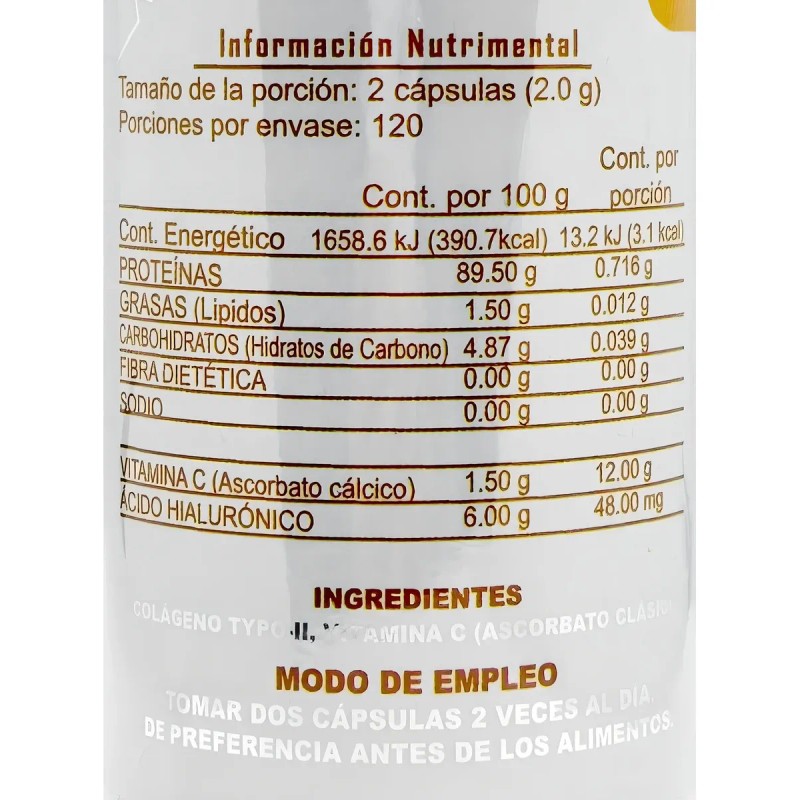 Información Nutrimental
Tamaño de la porción: 2 cápsulas (2.0 g)
Porciones por envase: 120
Cont. por 100 g Cont. por porción
Cont. Energético 1658.6 kJ (390.7kcal) 13.2 kJ (3.1 kcal)
PROTEÍNAS 89.50 g 0.716 g
GRASAS (Lipidos) 1.50 g 0.012 g
CARBOHIDRATOS (Hidratos de Carbono) 4.87 g 0.039 g
FIBRA DIETÉTICA 0.00 g 0.00 g
SODIO 0.00 g 0.00 g
VITAMINA C (Ascorbato cálcico) 1.50 g 12.00 g
ÁCIDO HIALURÓNICO 6.00 g 48.00 mg
INGREDIENTES
COLÁGENO TYPO-II, VITAMINA C (ASCORBATO
MODO DE EMPLEO
TOMAR DOS CÁPSULAS 2 VECES AL DIA.
DE PREFERENCIA ANTES DE LOS ALIMENTOS.